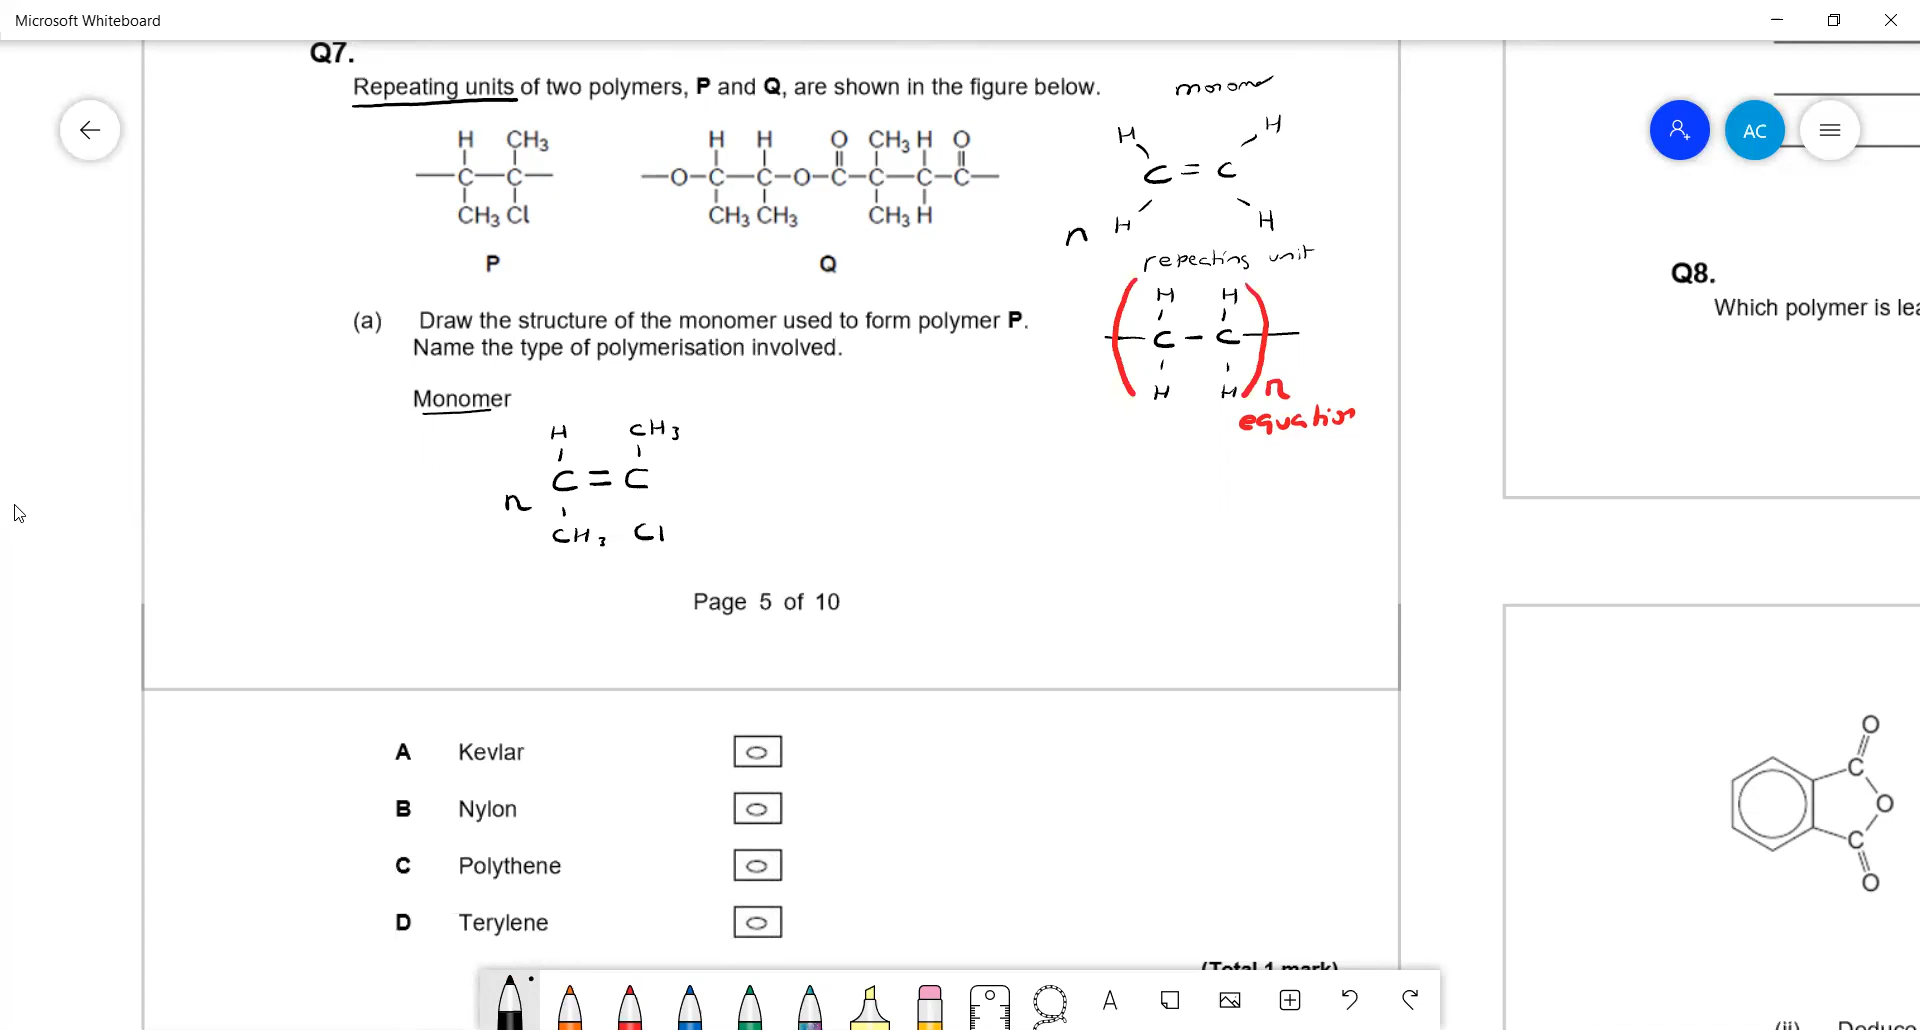 Microsoft Whiteboard
Q7.
Repeating units of two polymers, P and Q, are shown in the figure below.
H CH3
—C—C—
CH3 Cl
P
H H O CH3 H O
—O—C—C—O—C—C—C—C—
CH3 CH3 CH3 H
Q
H H
C = C
n H H
repeating unit
H H
— C – C —
H H n
equation
(a) Draw the structure of the monomer used to form polymer P.
Name the type of polymerisation involved.
Monomer
H CH3
C = C
n
CH3 Cl
Page 5 of 10
A Kevlar
B Nylon
C Polythene
D Terylene
(Total 1 mark)
AC
Q8.
Which polymer is lea
O
C
O
C
O
(ii) Deduce
A